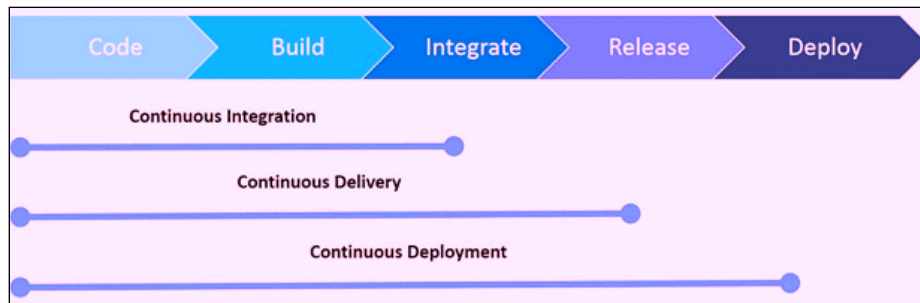 Code Build Integrate Release Deploy
Continuous Integration
Continuous Delivery
Continuous Deployment